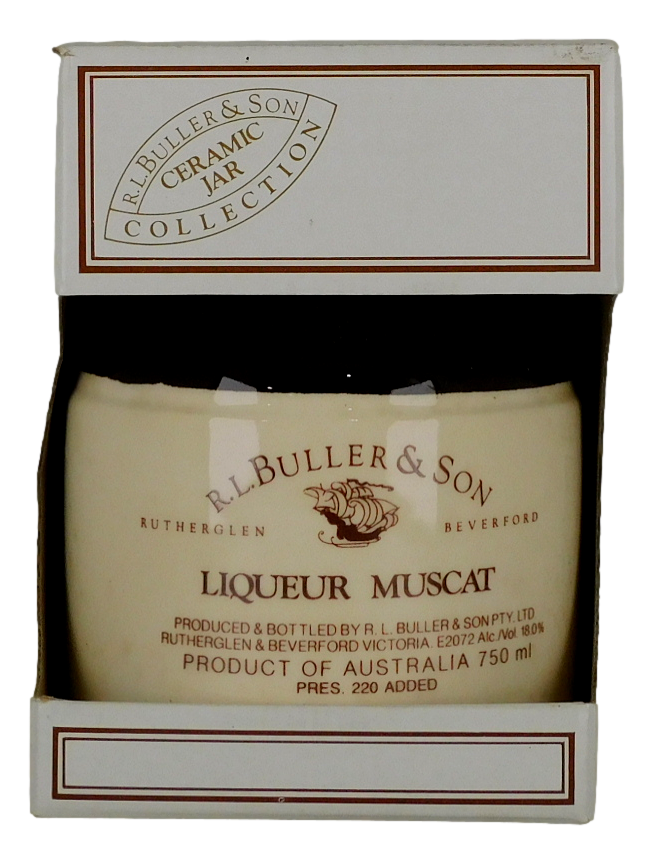 R.L.BULLER & SON
CERAMIC
JAR
COLLECTION
R.L.BULLER & SON
RUTHERGLEN BEVERFORD
LIQUEUR MUSCAT
PRODUCED & BOTTLED BY R. L. BULLER & SON PTY. LTD
RUTHERGLEN & BEVERFORD VICTORIA. E2072 Alc./Vol. 18.0%
PRODUCT OF AUSTRALIA 750 ml
PRES. 220 ADDED